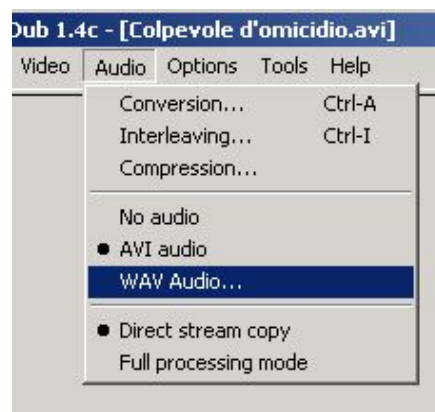 Dub 1.4c - [Colpevole d'omicidio.avi]
Video Audio Options Tools Help
Conversion... Ctrl-A
Interleaving... Ctrl-I
Compression...
No audio
AVI audio
WAV Audio...
Direct stream copy
Full processing mode